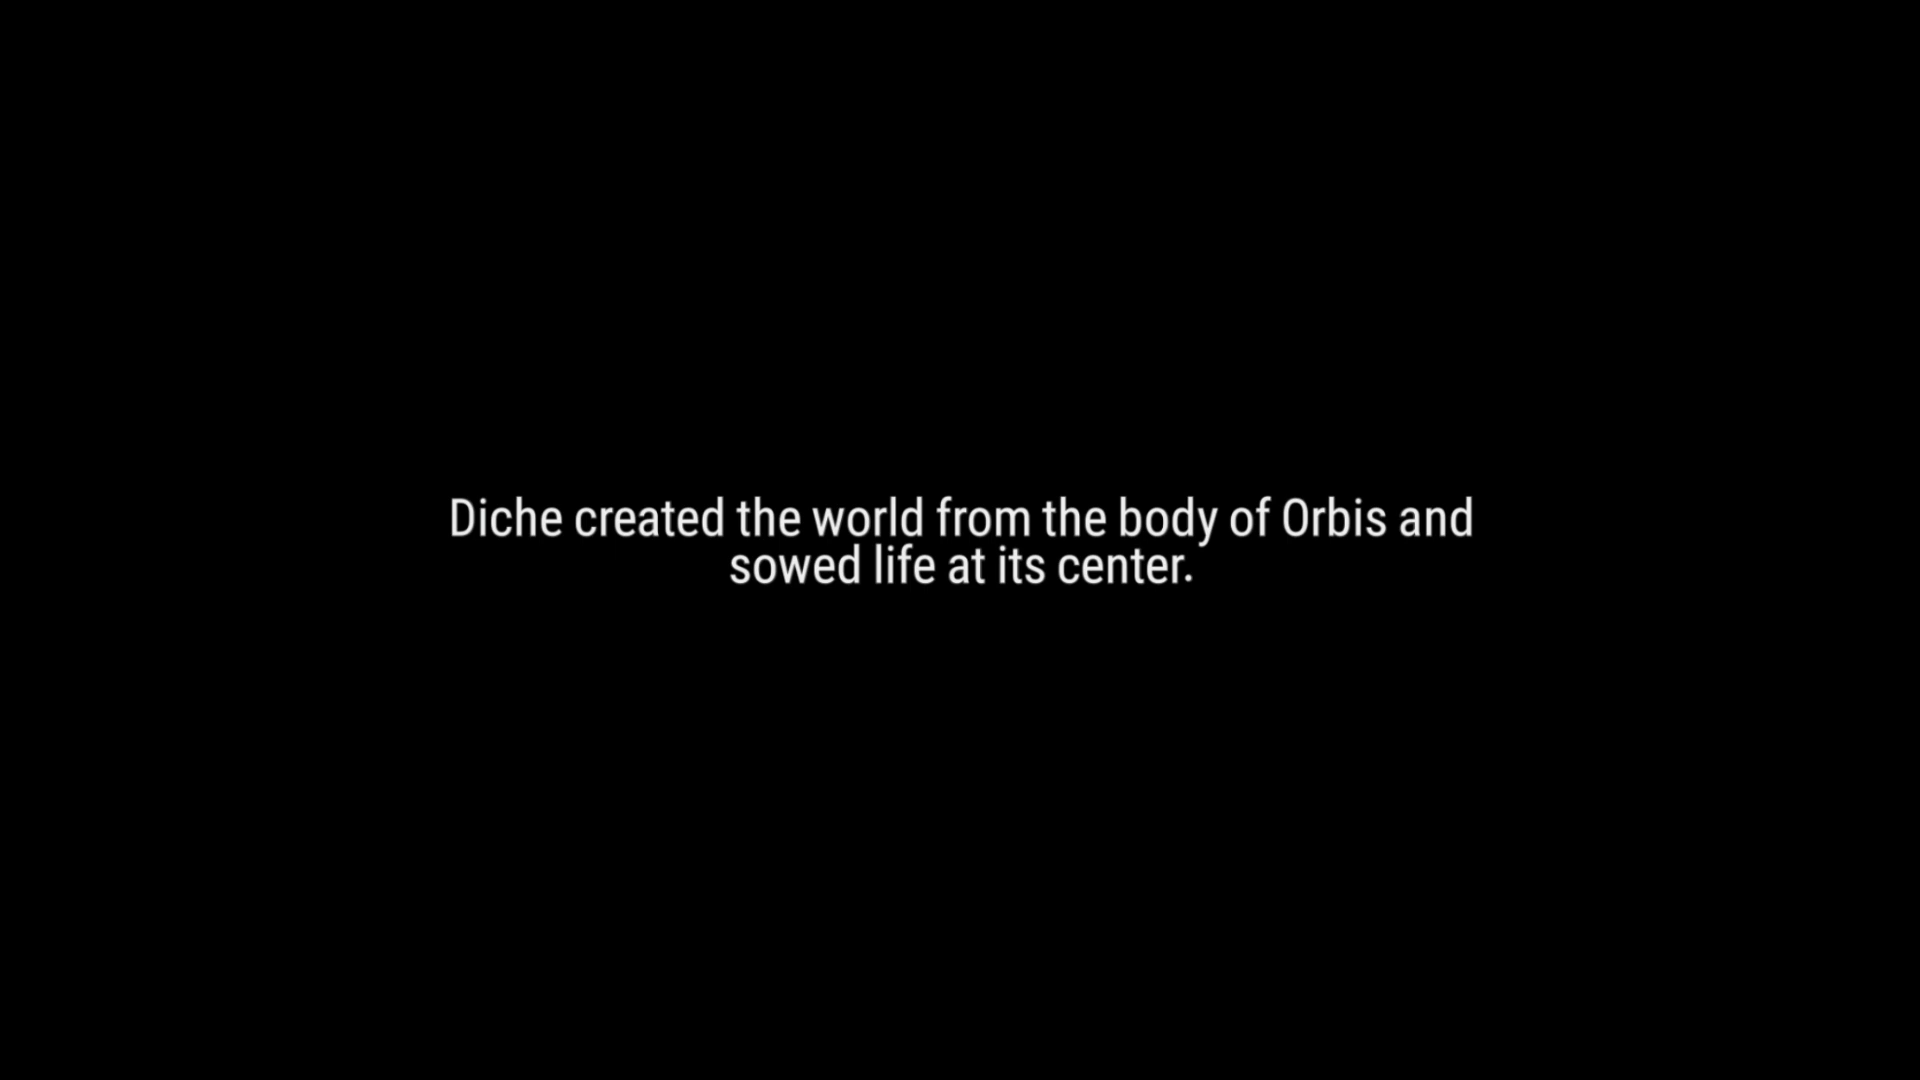 Diche created the world from the body of Orbis and
sowed life at its center.